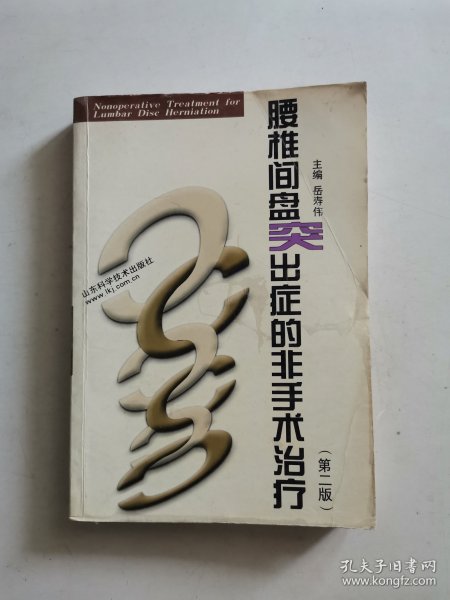 Nonoperative Treatment for
Lumbar Disc Herniation
腰椎间盘突出症的非手术治疗
(第二版)
主编 岳寿伟
山东科学技术出版社
www.lkj.com.cn
孔夫子旧书网
www.kongfz.com